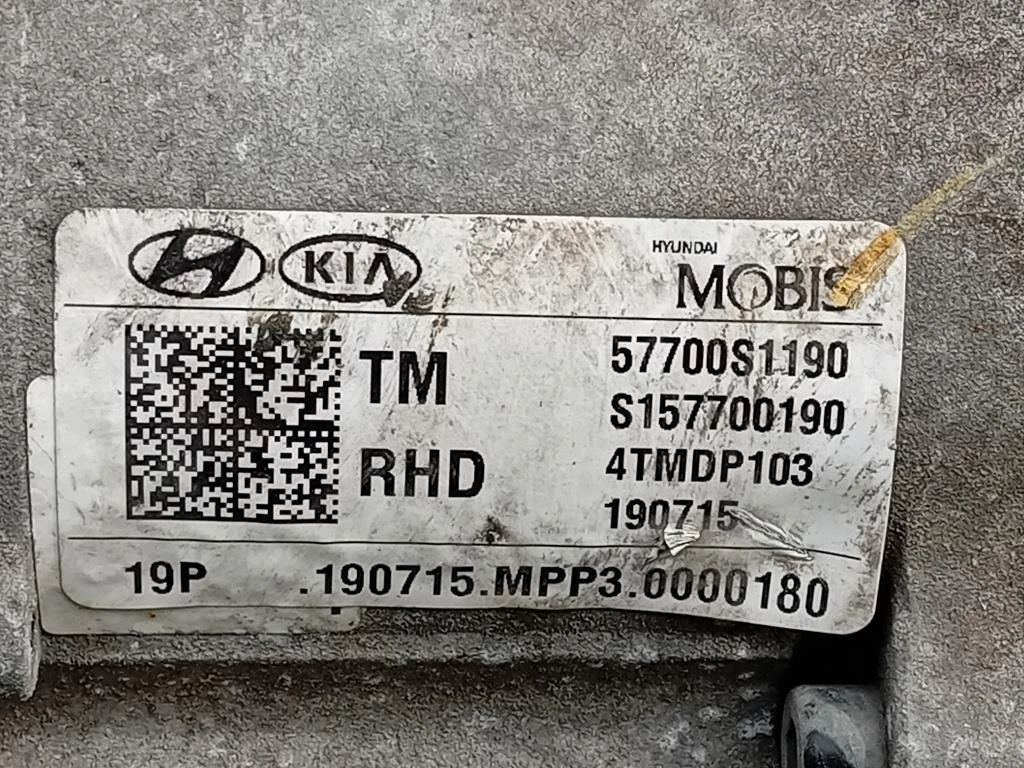 KIA
HYUNDAI
MOBIS
TM
57700S1190
S157700190
RHD
4TMDP103
190715
19P .190715.MPP3.0000180